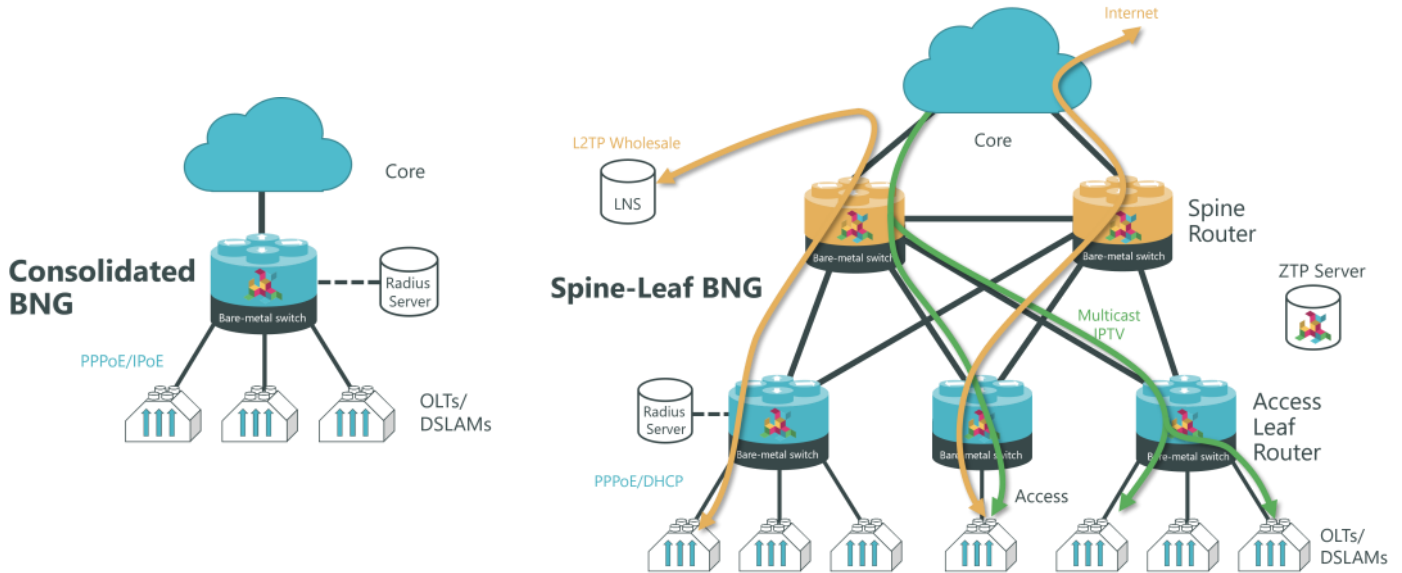 Core
Consolidated
BNG
Radius
Server
Bare-metal switch
PPPoE/IPoE
OLTs/
DSLAMs
Internet
L2TP Wholesale
Core
LNS
Spine
Router
Bare-metal switch
Bare-metal switch
Spine-Leaf BNG
ZTP Server
Multicast
IPTV
Radius
Server
Access
Leaf
Router
Bare-metal switch
Bare-metal switch
Bare-metal switch
PPPoE/DHCP
Access
OLTs/
DSLAMs